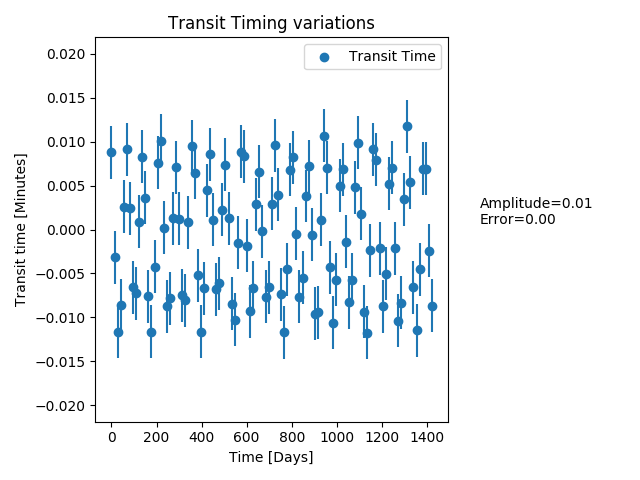 Transit Timing variations
Transit Time
0.020
0.015
0.010
0.005
0.000
−0.005
−0.010
−0.015
−0.020
Transit time [Minutes]
Amplitude=0.01
Error=0.00
0 200 400 600 800 1000 1200 1400
Time [Days]